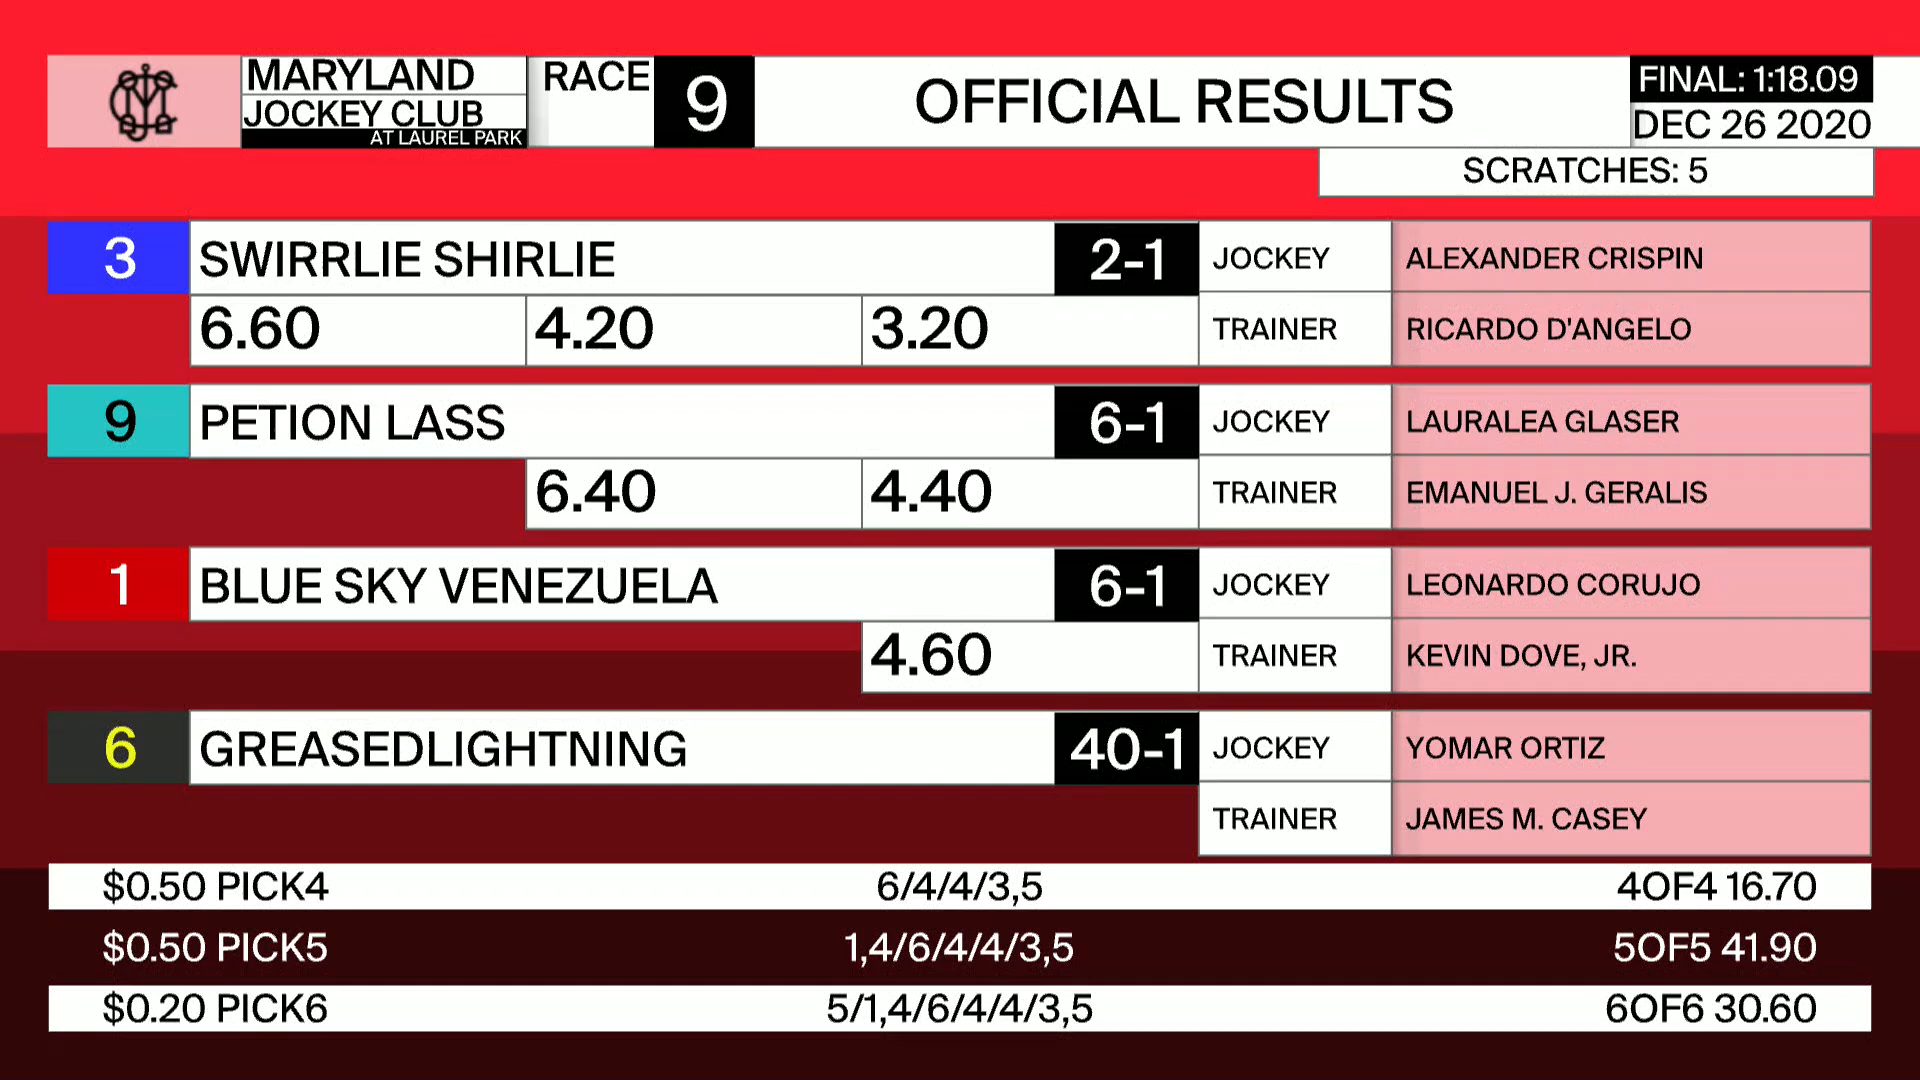 MARYLAND
JOCKEY CLUB
AT LAUREL PARK
RACE 9
OFFICIAL RESULTS
FINAL: 1:18.09
DEC 26 2020
SCRATCHES: 5
3 SWIRRLIE SHIRLIE 2-1 JOCKEY ALEXANDER CRISPIN
6.60 4.20 3.20 TRAINER RICARDO D'ANGELO
9 PETION LASS 6-1 JOCKEY LAURALEA GLASER
6.40 4.40 TRAINER EMANUEL J. GERALIS
1 BLUE SKY VENEZUELA 6-1 JOCKEY LEONARDO CORUJO
4.60 TRAINER KEVIN DOVE, JR.
6 GREASEDLIGHTNING 40-1 JOCKEY YOMAR ORTIZ
TRAINER JAMES M. CASEY
$0.50 PICK4 6/4/4/3,5 4OF4 16.70
$0.50 PICK5 1,4/6/4/4/3,5 5OF5 41.90
$0.20 PICK6 5/1,4/6/4/4/3,5 6OF6 30.60